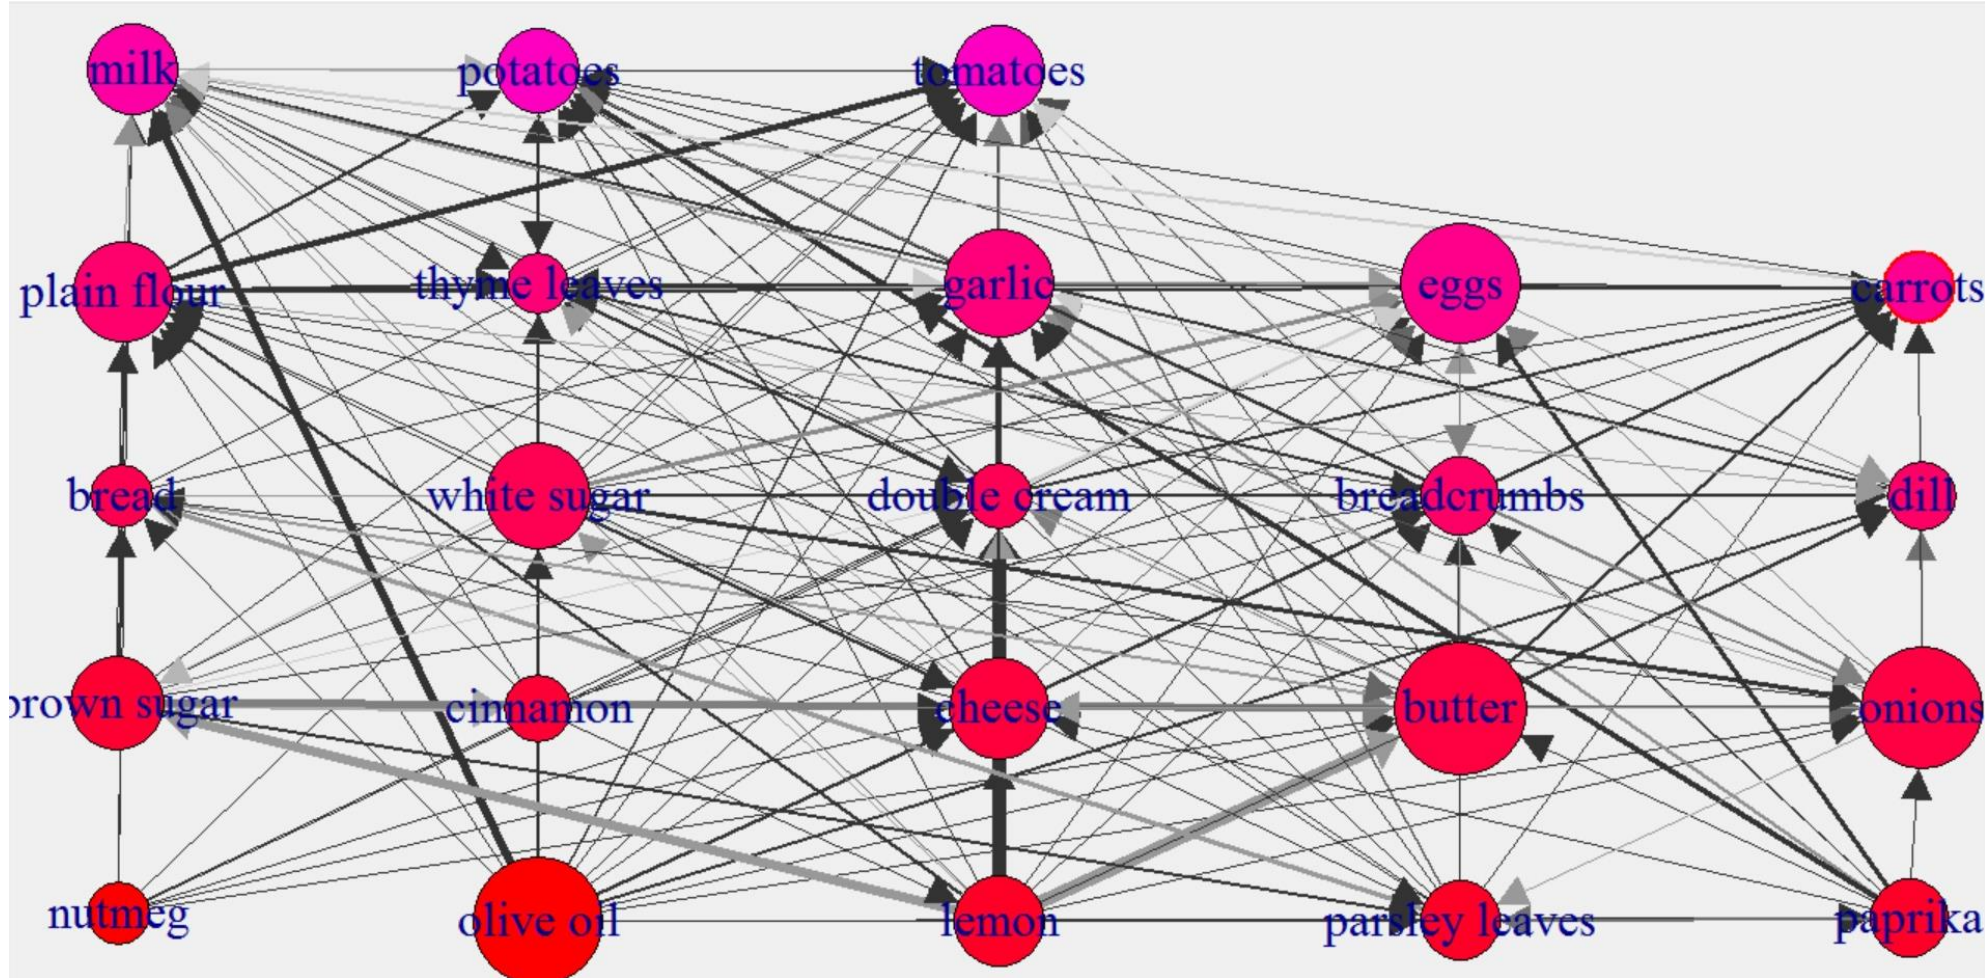 milk potatoes tomatoes
plain flour thyme leaves garlic eggs carrots
bread white sugar double cream breadcrumbs dill
brown sugar cinnamon cheese butter onions
nutmeg olive oil lemon parsley leaves paprika